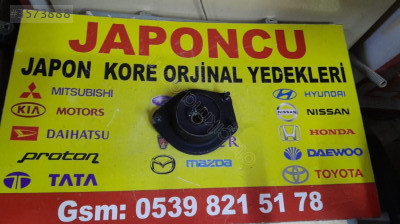 JAPONCU
JAPON KORE ORJİNAL YEDEKLERİ
MITSUBISHI
HYUNDAI
KIA MOTORS
NISSAN
DAIHATSU
HONDA
proton
mazda
DAEWOO
TATA
TOYOTA
Gsm: 0539 821 51 78